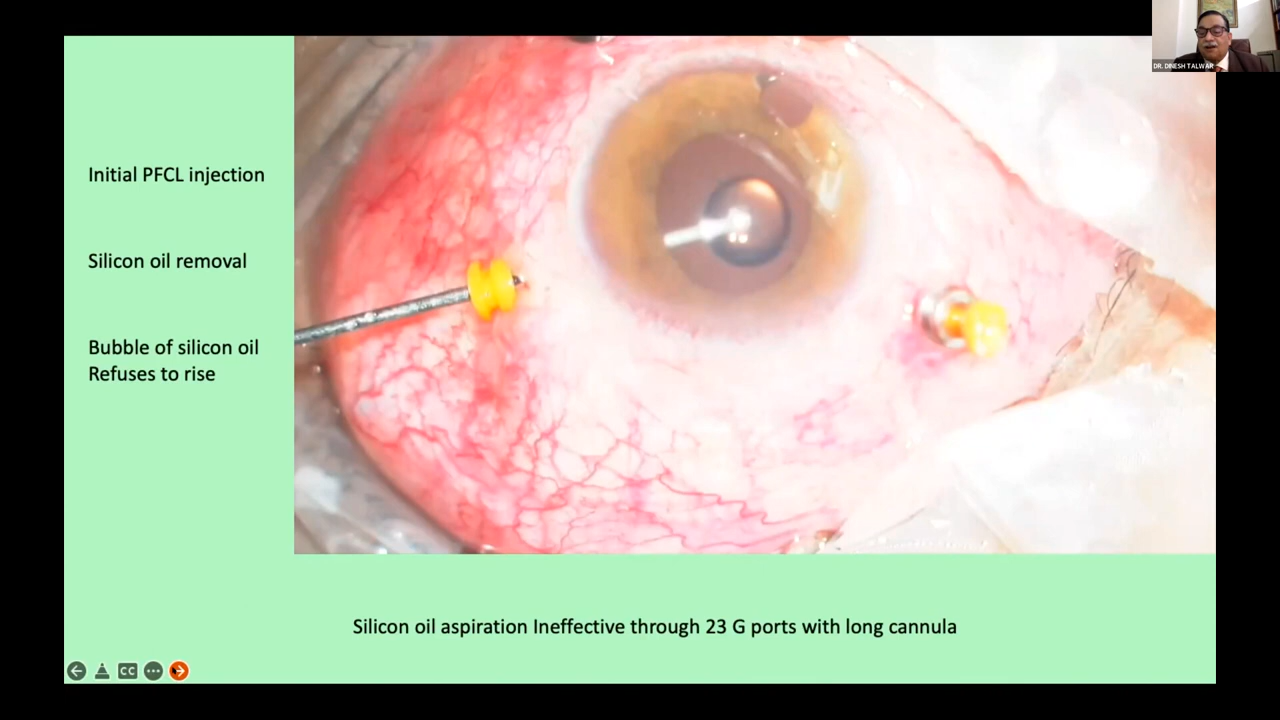 DR. DINESH TALWAR
Initial PFCL injection
Silicon oil removal
Bubble of silicon oil
Refuses to rise
Silicon oil aspiration Ineffective through 23 G ports with long cannula
CC